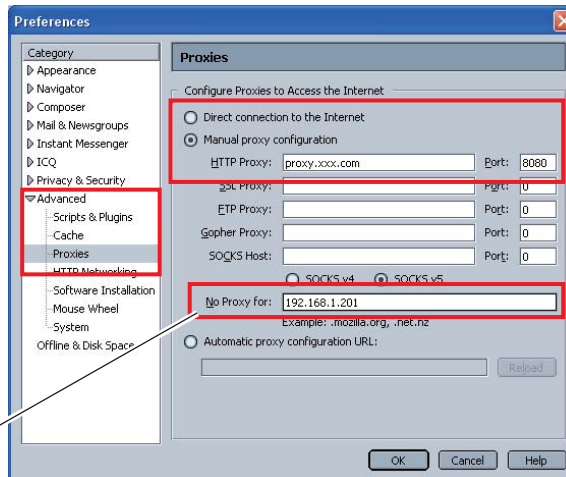 Preferences
Category
Appearance
Navigator
Composer
Mail & Newsgroups
Instant Messenger
ICQ
Privacy & Security
Advanced
Scripts & Plugins
Cache
Proxies
HTTP Networking
Software Installation
Mouse Wheel
System
Offline & Disk Space
Proxies
Configure Proxies to Access the Internet
Direct connection to the Internet
Manual proxy configuration
HTTP Proxy: proxy.xxx.com Port: 8080
SSL Proxy: Port: 0
FTP Proxy: Port: 0
Gopher Proxy: Port: 0
SOCKS Host: Port: 0
SOCKS v4 SOCKS v5
No Proxy for: 192.168.1.201
Example: .mozilla.org, .net.nz
Automatic proxy configuration URL:
Reload
OK Cancel Help